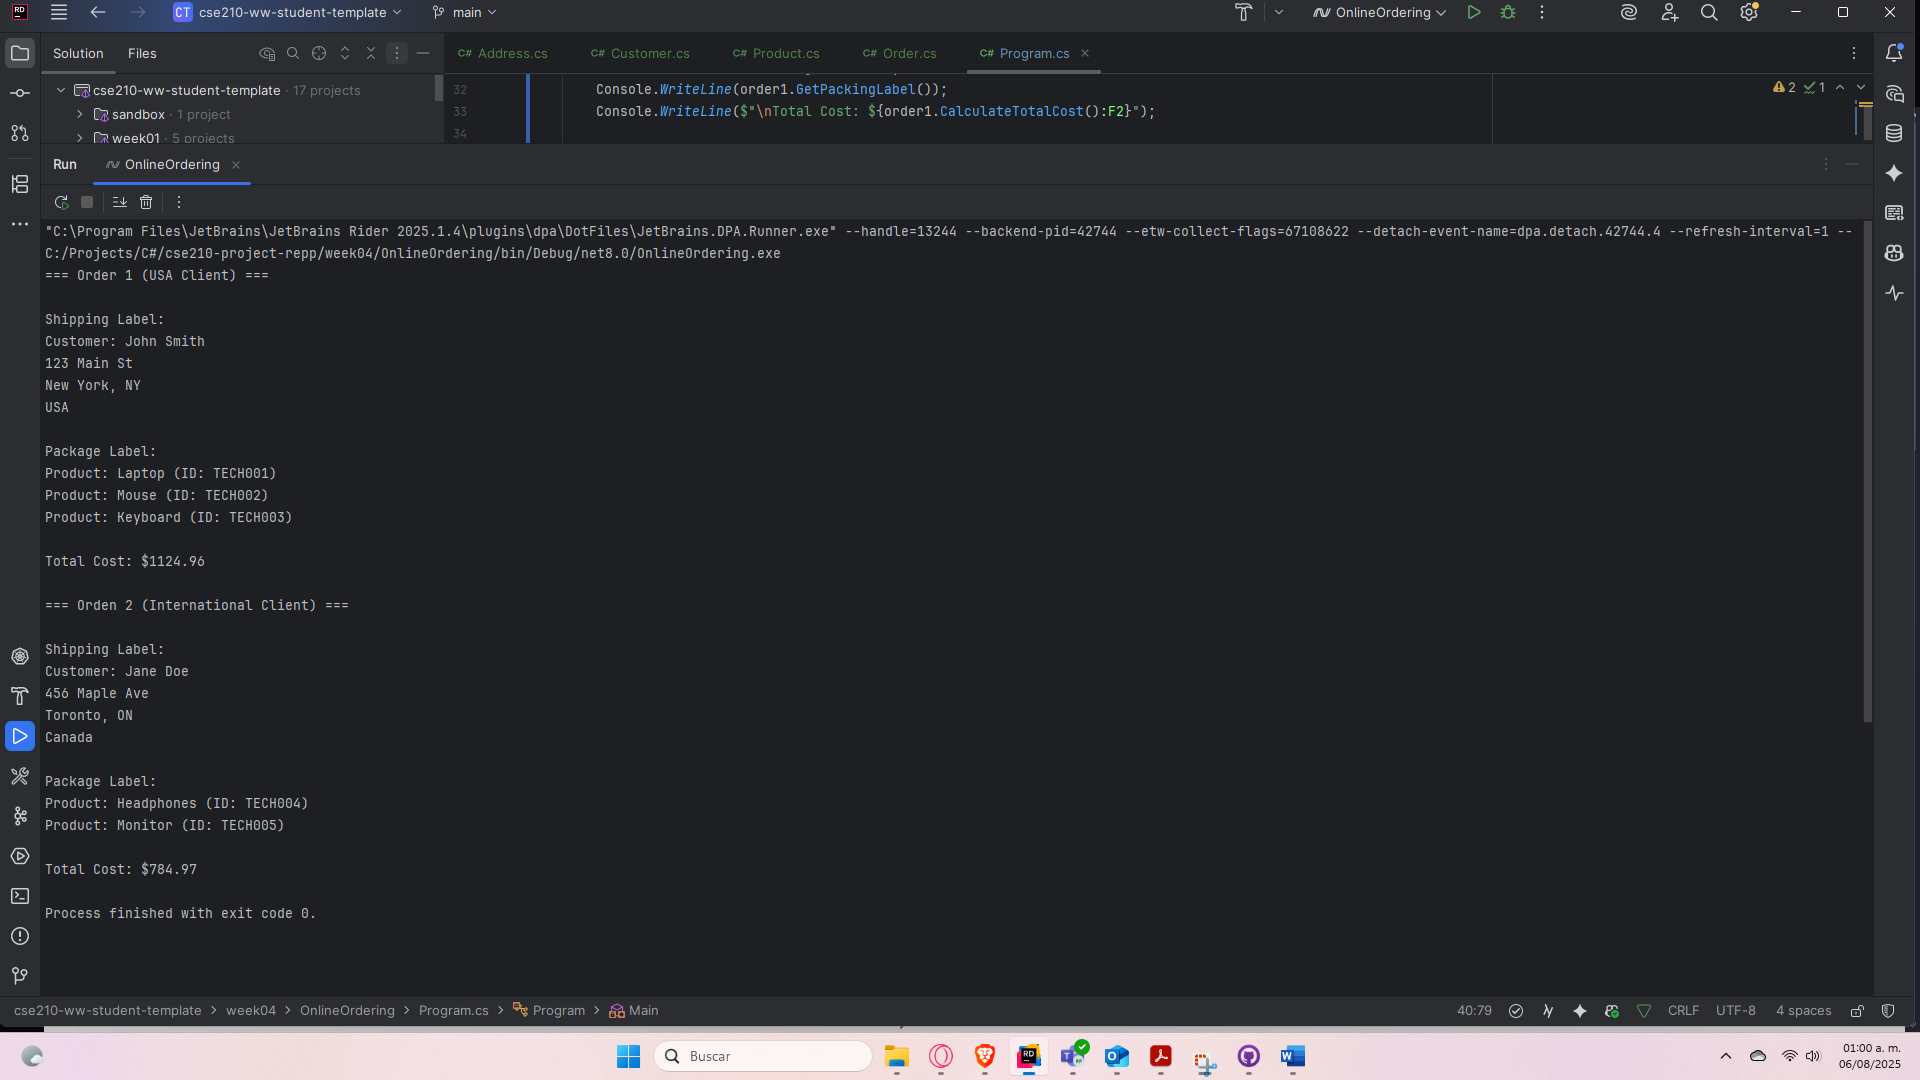 CT cse210-ww-student-template main OnlineOrdering
Solution Files
C# Address.cs C# Customer.cs C# Product.cs C# Order.cs C# Program.cs
cse210-ww-student-template · 17 projects
sandbox · 1 project
week01 · 5 projects
32 Console.WriteLine(order1.GetPackingLabel());
33 Console.WriteLine($"\nTotal Cost: ${order1.CalculateTotalCost():F2}");
34
2 1
Run OnlineOrdering
"C:\Program Files\JetBrains\JetBrains Rider 2025.1.4\plugins\dpa\DotFiles\JetBrains.DPA.Runner.exe" --handle=13244 --backend-pid=42744 --etw-collect-flags=67108622 --detach-event-name=dpa.detach.42744.4 --refresh-interval=1 --
C:/Projects/C#/cse210-project-repp/week04/OnlineOrdering/bin/Debug/net8.0/OnlineOrdering.exe
=== Order 1 (USA Client) ===
Shipping Label:
Customer: John Smith
123 Main St
New York, NY
USA
Package Label:
Product: Laptop (ID: TECH001)
Product: Mouse (ID: TECH002)
Product: Keyboard (ID: TECH003)
Total Cost: $1124.96
=== Orden 2 (International Client) ===
Shipping Label:
Customer: Jane Doe
456 Maple Ave
Toronto, ON
Canada
Package Label:
Product: Headphones (ID: TECH004)
Product: Monitor (ID: TECH005)
Total Cost: $784.97
Process finished with exit code 0.
cse210-ww-student-template > week04 > OnlineOrdering > Program.cs > Program > Main
40:79 CRLF UTF-8 4 spaces
Buscar
01:00 a. m.
06/08/2025